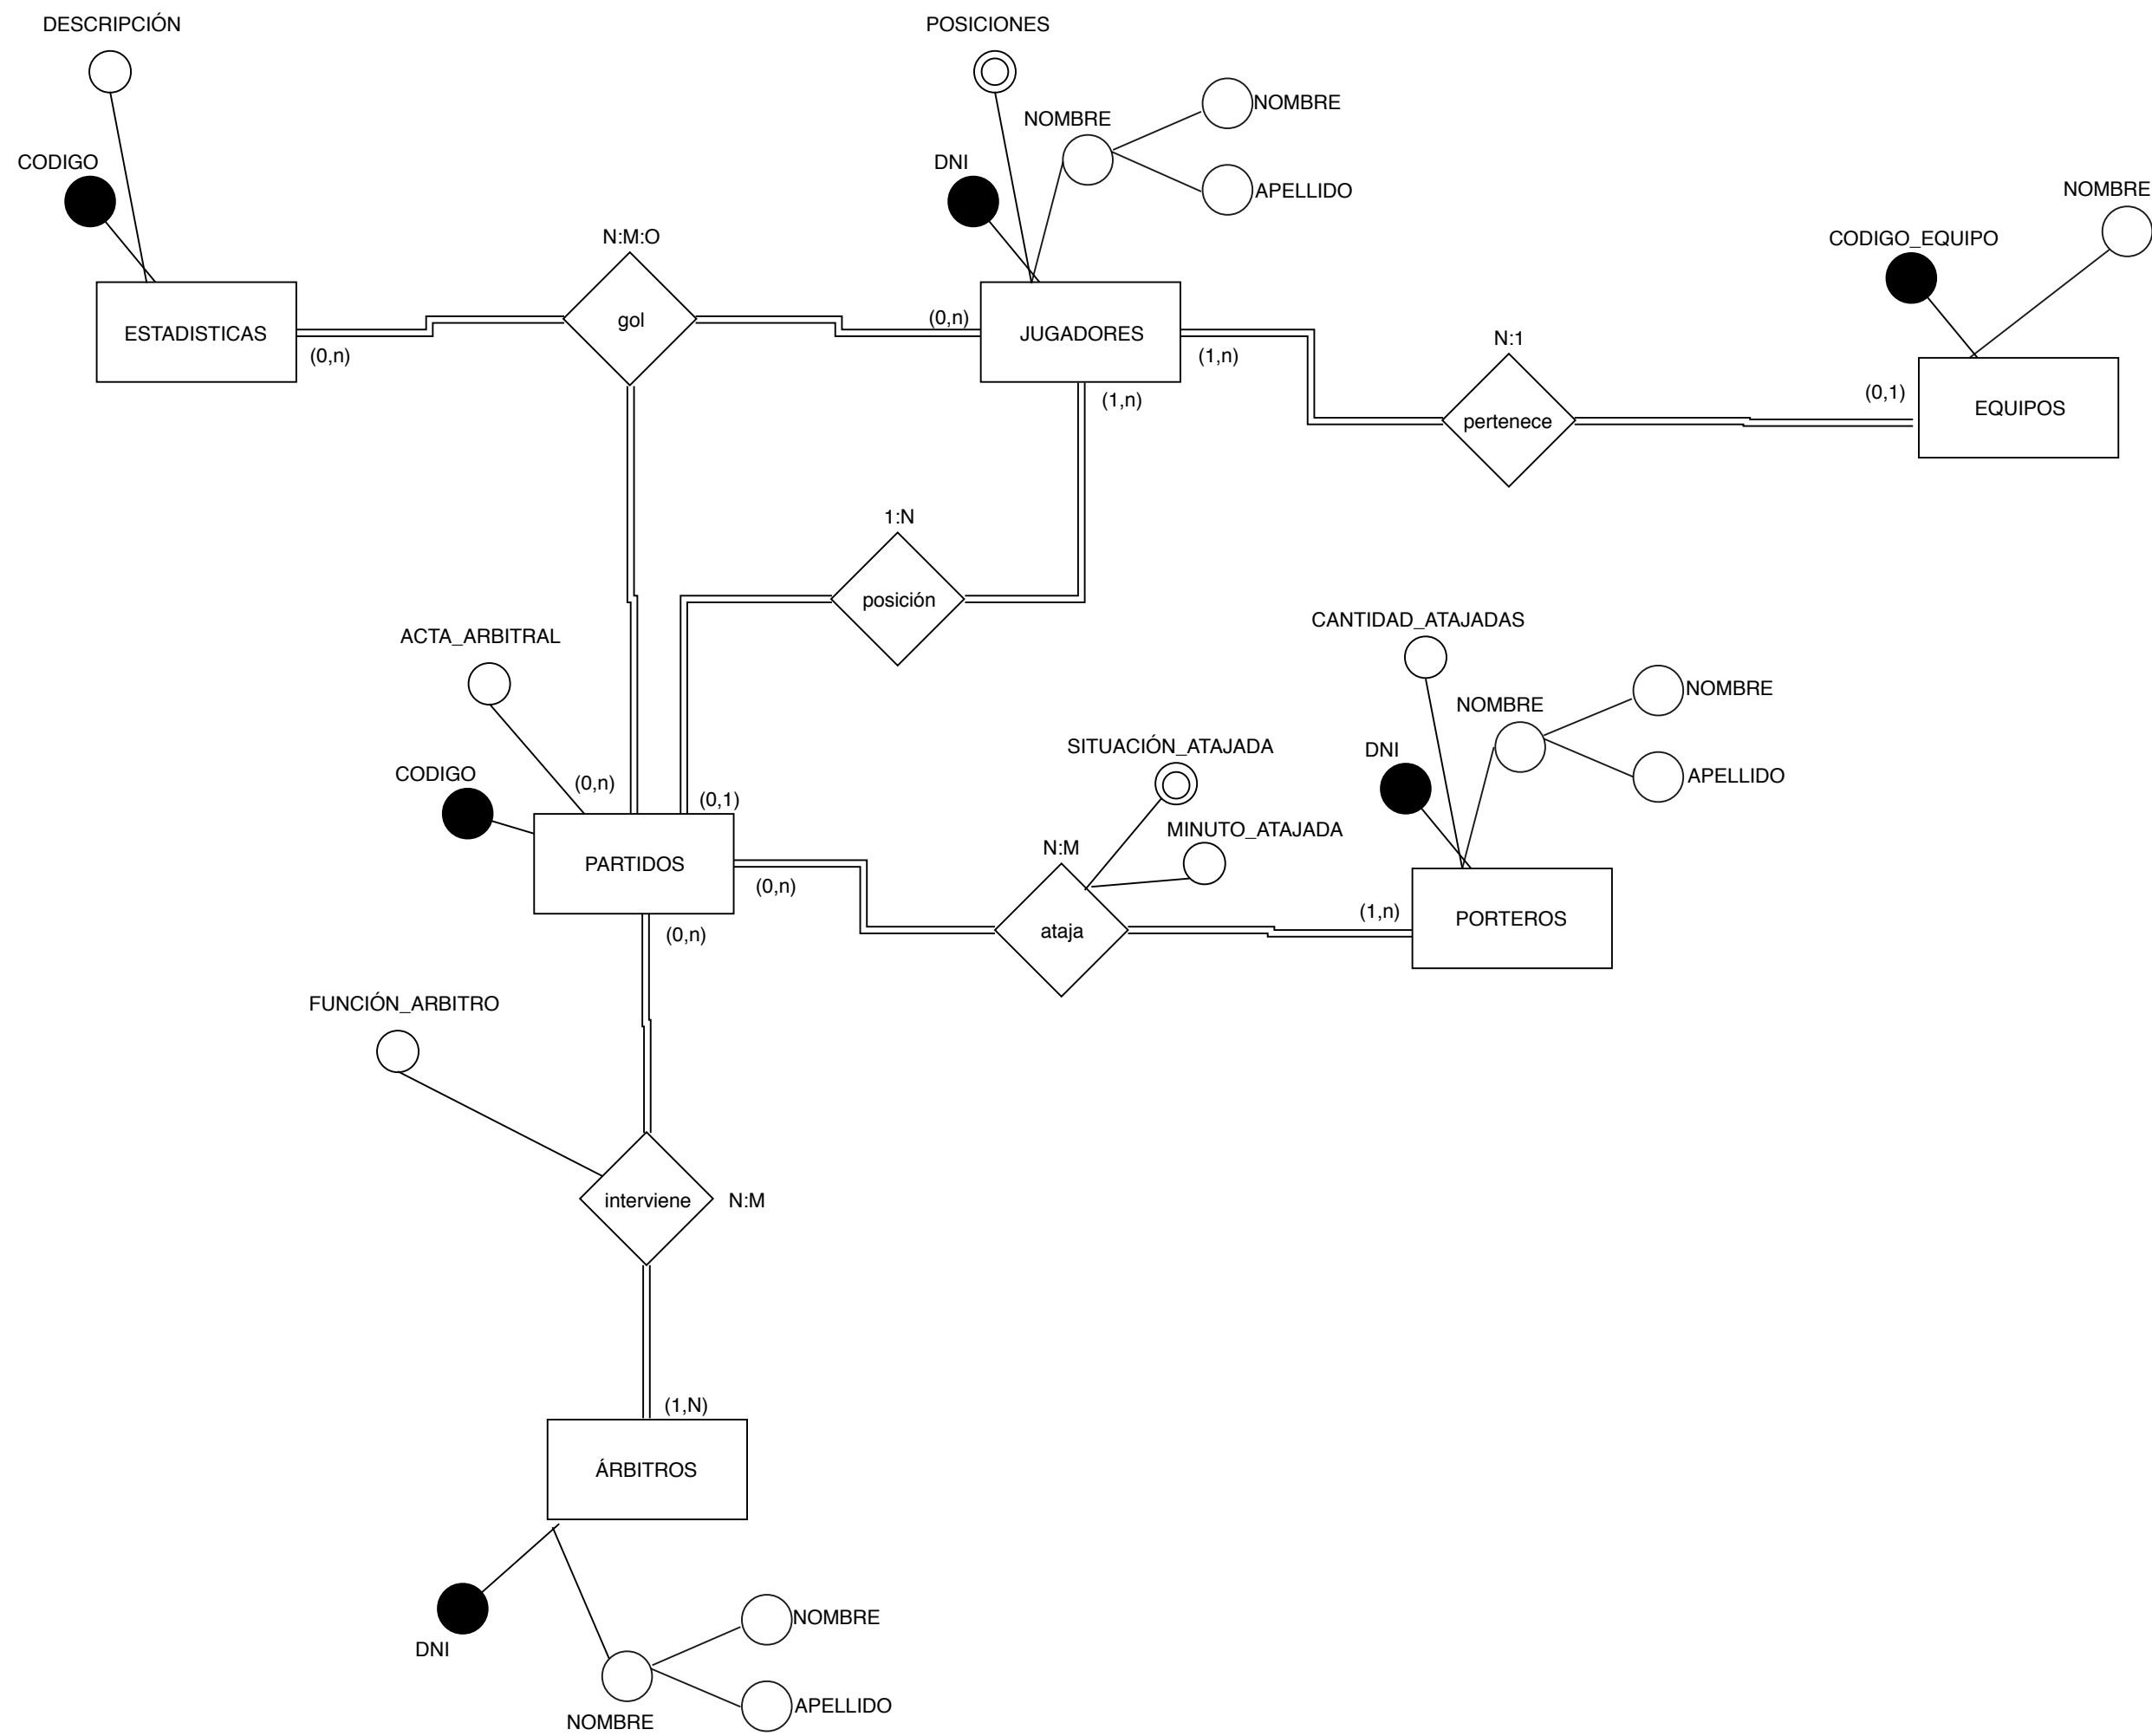 DESCRIPCIÓN
POSICIONES
NOMBRE
NOMBRE
CODIGO
DNI
APELLIDO
NOMBRE
CODIGO_EQUIPO
N:M:O
ESTADISTICAS
gol
(0,n)
JUGADORES
(0,n)
(1,n)
N:1
(1,n)
(0,1)
EQUIPOS
pertenece
1:N
posición
CANTIDAD_ATAJADAS
ACTA_ARBITRAL
NOMBRE
NOMBRE
SITUACIÓN_ATAJADA
DNI
CODIGO
(0,n)
APELLIDO
(0,1)
MINUTO_ATAJADA
N:M
PARTIDOS
(0,n)
(1,n)
PORTEROS
(0,n)
ataja
FUNCIÓN_ARBITRO
interviene
N:M
(1,N)
ÁRBITROS
NOMBRE
DNI
APELLIDO
NOMBRE